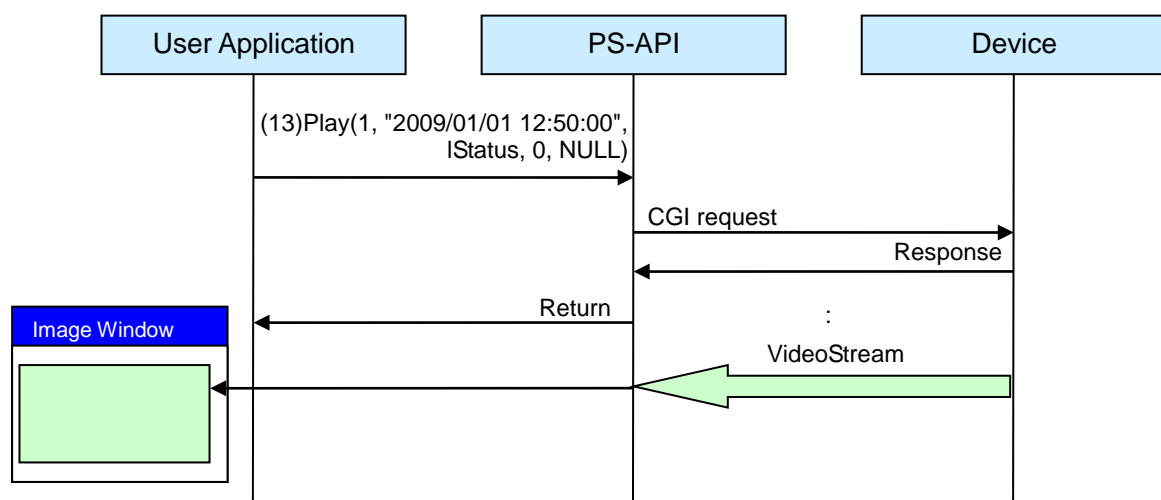 User Application
PS-API
Device
(13)Play(1, "2009/01/01 12:50:00",
lStatus, 0, NULL)
CGI request
Response
Return
:
Image Window
VideoStream